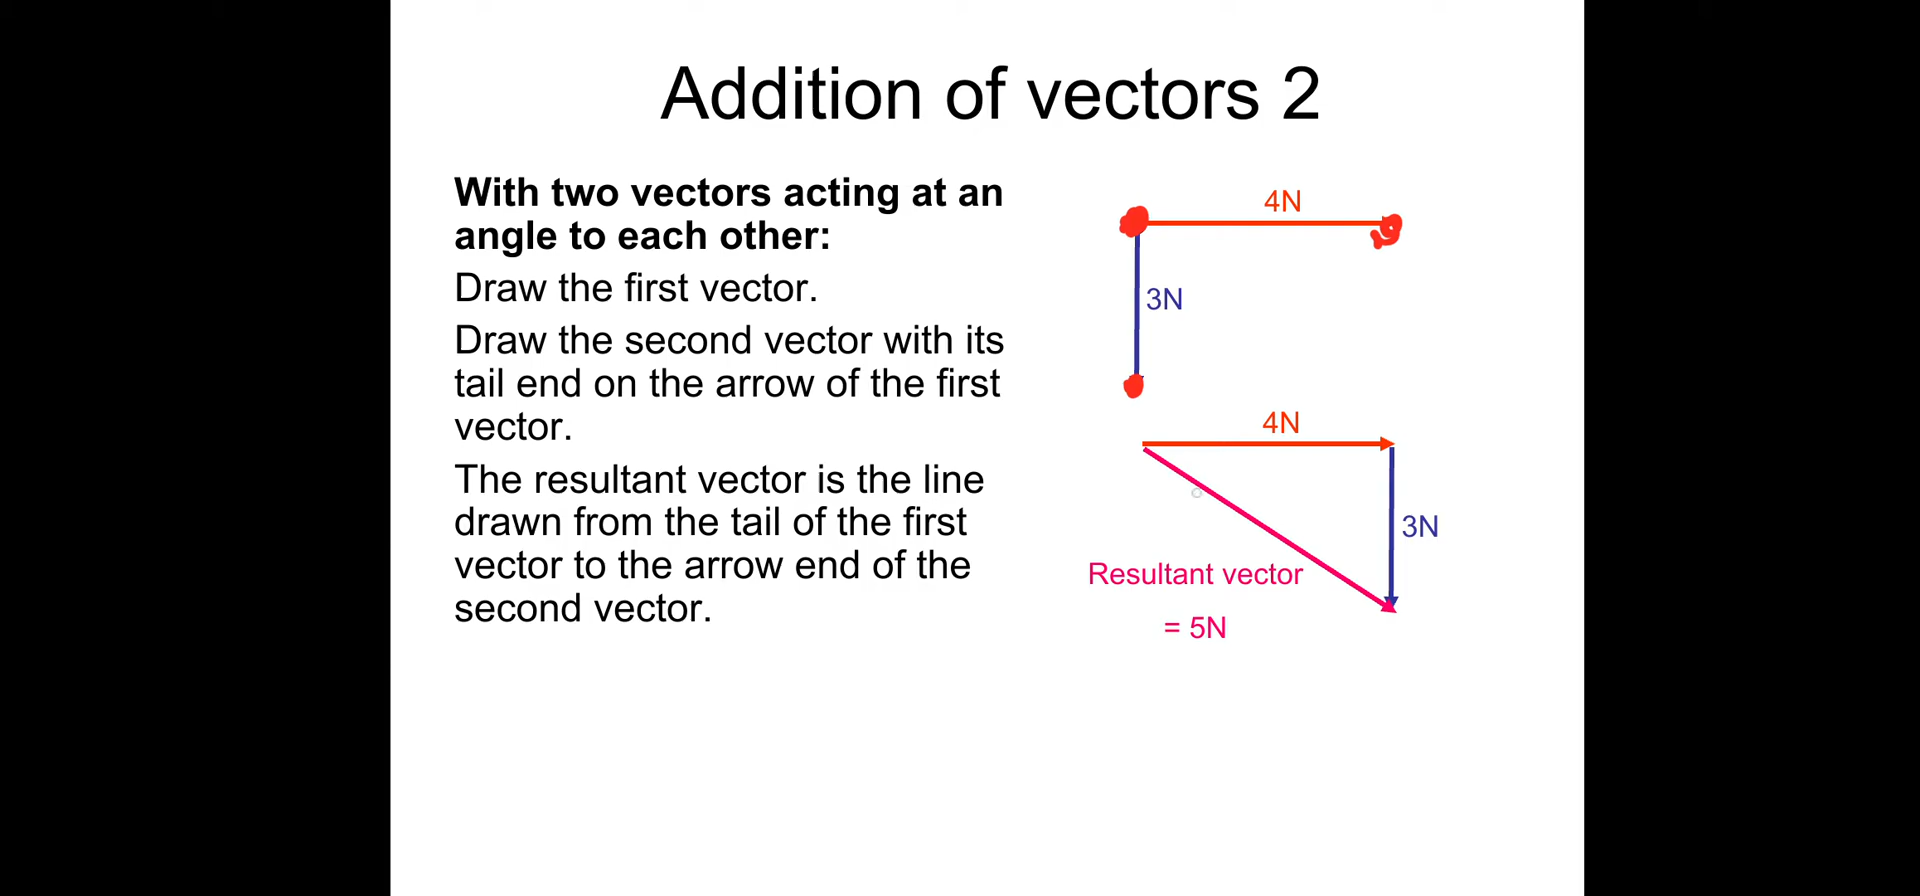 Addition of vectors 2
With two vectors acting at an
angle to each other:
Draw the first vector.
Draw the second vector with its
tail end on the arrow of the first
vector.
The resultant vector is the line
drawn from the tail of the first
vector to the arrow end of the
second vector.
4N
3N
4N
3N
Resultant vector
= 5N